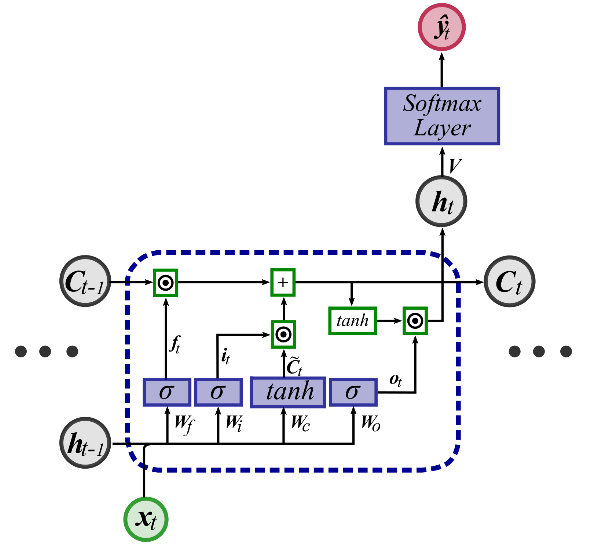 ŷt
Softmax
Layer
V
ht
Ct-1
+
Ct
tanh
ft
it
C̃t
ot
σ
σ
tanh
σ
Wf
Wi
Wc
Wo
ht-1
xt